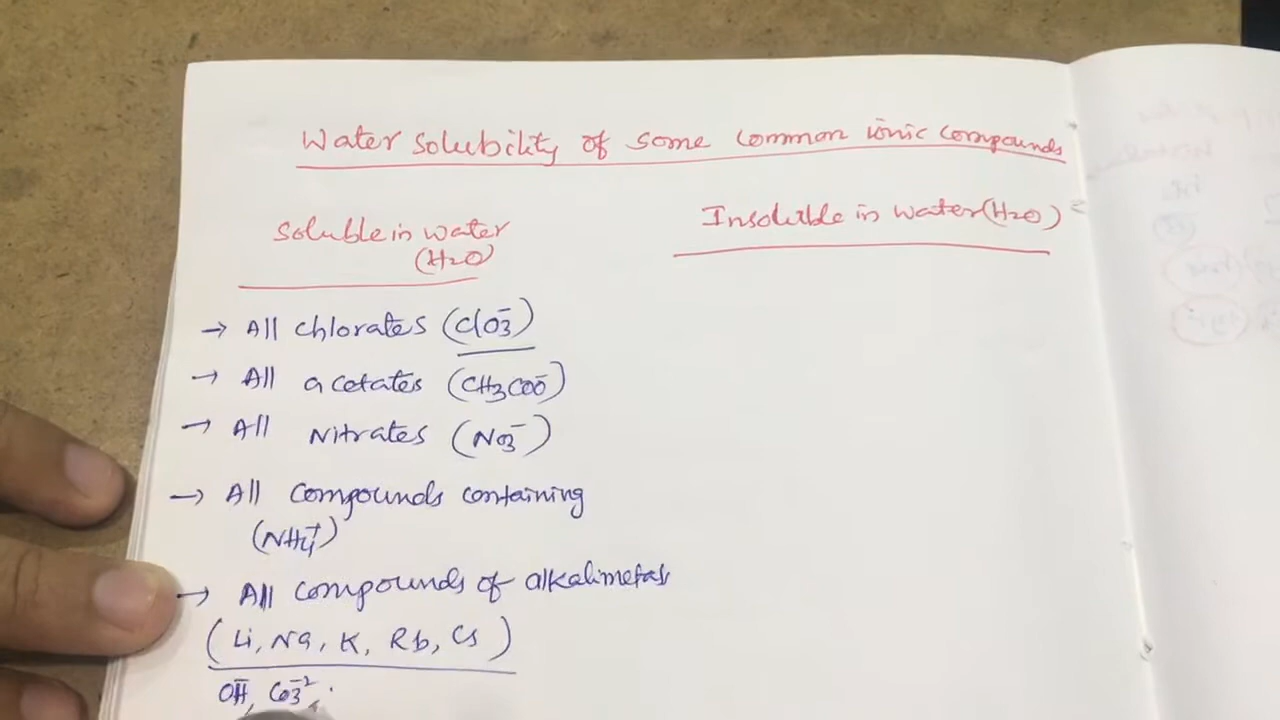 Water solubility of some common ionic compounds
Soluble in water
(H2O)
Insoluble in water (H2O)
→ All chlorates (ClO3⁻)
→ All acetates (CH3COO⁻)
→ All Nitrates (NO3⁻)
→ All compounds containing
(NH4⁺)
→ All compounds of alkalimetals
(Li, Na, K, Rb, Cs)
OH⁻, CO3⁻²,